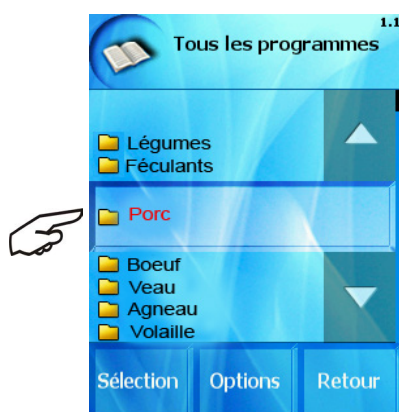 1.1
Tous les programmes
Légumes
Féculants
Porc
Boeuf
Veau
Agneau
Volaille
Sélection Options Retour